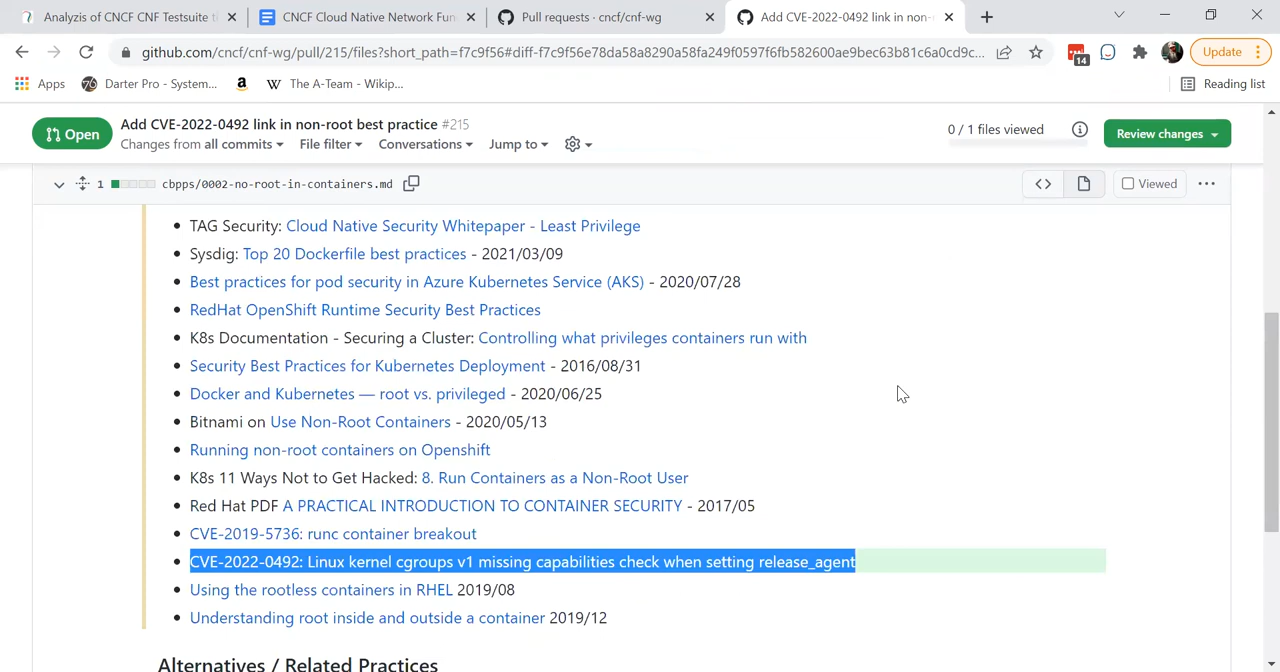 Analyzis of CNCF CNF Testsuite t
CNCF Cloud Native Network Fun
Pull requests · cncf/cnf-wg
Add CVE-2022-0492 link in non-
github.com/cncf/cnf-wg/pull/215/files?short_path=f7c9f56#diff-f7c9f56e78da58a8290a58fa249f0597f6fb582600ae9bec63b81c6a0cd9c...
14
Update
Apps
Darter Pro - System...
The A-Team - Wikip...
Reading list
Open
Add CVE-2022-0492 link in non-root best practice #215
Changes from all commits
File filter
Conversations
Jump to
0 / 1 files viewed
Review changes
1
cbpps/0002-no-root-in-containers.md
Viewed
TAG Security: Cloud Native Security Whitepaper - Least Privilege
Sysdig: Top 20 Dockerfile best practices - 2021/03/09
Best practices for pod security in Azure Kubernetes Service (AKS) - 2020/07/28
RedHat OpenShift Runtime Security Best Practices
K8s Documentation - Securing a Cluster: Controlling what privileges containers run with
Security Best Practices for Kubernetes Deployment - 2016/08/31
Docker and Kubernetes — root vs. privileged - 2020/06/25
Bitnami on Use Non-Root Containers - 2020/05/13
Running non-root containers on Openshift
K8s 11 Ways Not to Get Hacked: 8. Run Containers as a Non-Root User
Red Hat PDF A PRACTICAL INTRODUCTION TO CONTAINER SECURITY - 2017/05
CVE-2019-5736: runc container breakout
CVE-2022-0492: Linux kernel cgroups v1 missing capabilities check when setting release_agent
Using the rootless containers in RHEL 2019/08
Understanding root inside and outside a container 2019/12
Alternatives / Related Practices